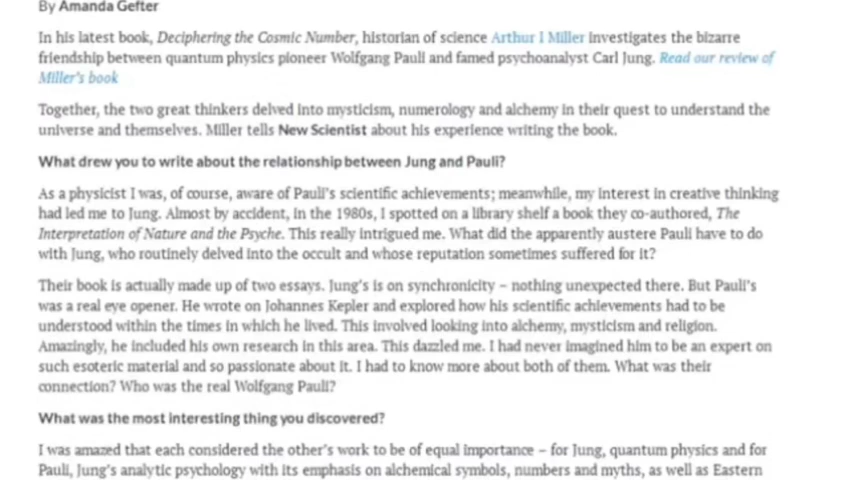 By Amanda Gefter
In his latest book, Deciphering the Cosmic Number, historian of science Arthur I Miller investigates the bizarre
friendship between quantum physics pioneer Wolfgang Pauli and famed psychoanalyst Carl Jung. Read our review of
Miller's book
Together, the two great thinkers delved into mysticism, numerology and alchemy in their quest to understand the
universe and themselves. Miller tells New Scientist about his experience writing the book.
What drew you to write about the relationship between Jung and Pauli?
As a physicist I was, of course, aware of Pauli's scientific achievements; meanwhile, my interest in creative thinking
had led me to Jung. Almost by accident, in the 1980s, I spotted on a library shelf a book they co-authored, The
Interpretation of Nature and the Psyche. This really intrigued me. What did the apparently austere Pauli have to do
with Jung, who routinely delved into the occult and whose reputation sometimes suffered for it?
Their book is actually made up of two essays. Jung's is on synchronicity – nothing unexpected there. But Pauli's
was a real eye opener. He wrote on Johannes Kepler and explored how his scientific achievements had to be
understood within the times in which he lived. This involved looking into alchemy, mysticism and religion.
Amazingly, he included his own research in this area. This dazzled me. I had never imagined him to be an expert on
such esoteric material and so passionate about it. I had to know more about both of them. What was their
connection? Who was the real Wolfgang Pauli?
What was the most interesting thing you discovered?
I was amazed that each considered the other's work to be of equal importance – for Jung, quantum physics and for
Pauli, Jung's analytic psychology with its emphasis on alchemical symbols, numbers and myths, as well as Eastern